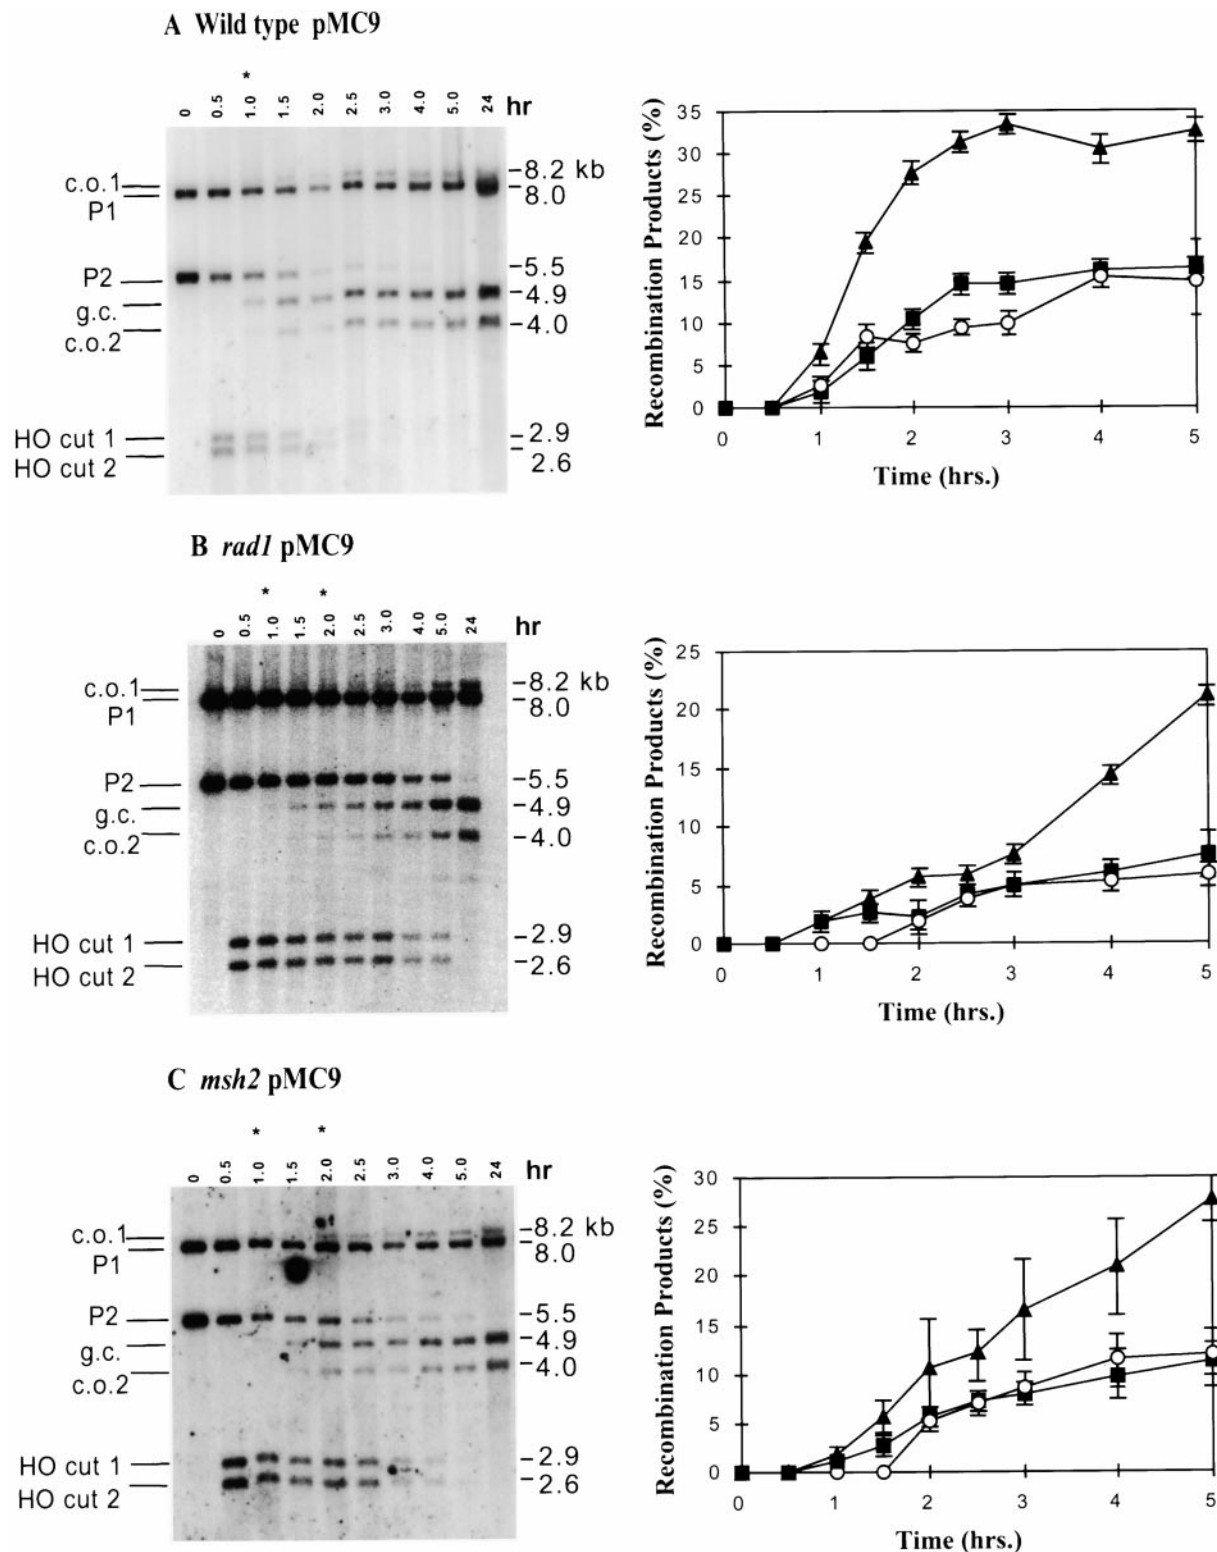 A Wild type pMC9
*
0 0.5 1.0 1.5 2.0 2.5 3.0 4.0 5.0 24 hr
c.o.1
P1
P2
g.c.
c.o.2
HO cut 1
HO cut 2
8.2 kb
8.0
5.5
4.9
4.0
2.9
2.6
Recombination Products (%)
35
30
25
20
15
10
5
0
0 1 2 3 4 5
Time (hrs.)
B rad1 pMC9
* *
0 0.5 1.0 1.5 2.0 2.5 3.0 4.0 5.0 24 hr
c.o.1
P1
P2
g.c.
c.o.2
HO cut 1
HO cut 2
8.2 kb
8.0
5.5
4.9
4.0
2.9
2.6
Recombination Products (%)
25
20
15
10
5
0
0 1 2 3 4 5
Time (hrs.)
C msh2 pMC9
* *
0 0.5 1.0 1.5 2.0 2.5 3.0 4.0 5.0 24 hr
c.o.1
P1
P2
g.c.
c.o.2
HO cut 1
HO cut 2
8.2 kb
8.0
5.5
4.9
4.0
2.9
2.6
Recombination Products (%)
30
25
20
15
10
5
0
0 1 2 3 4 5
Time (hrs.)